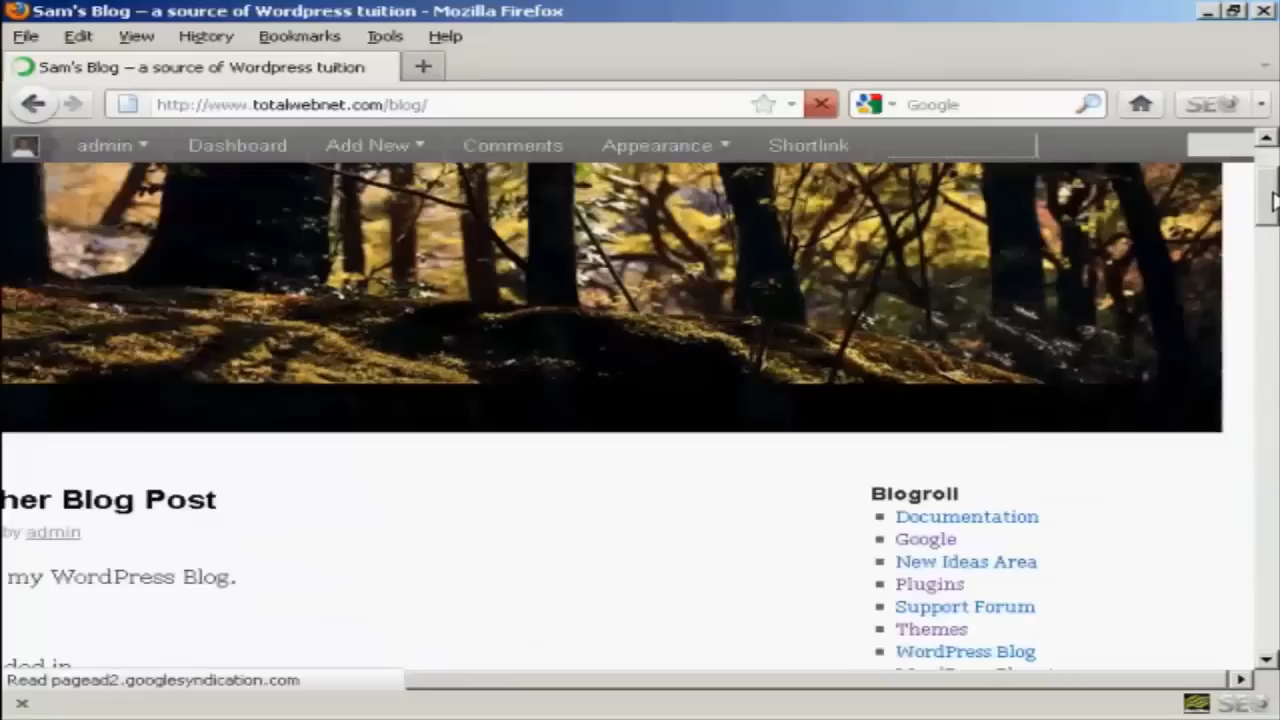 Sam's Blog – a source of Wordpress tuition - Mozilla Firefox
File Edit View History Bookmarks Tools Help
Sam's Blog – a source of Wordpress tuition
http://www.totalwebnet.com/blog/ Google SEO
admin Dashboard Add New Comments Appearance Shortlink
her Blog Post
by admin
my WordPress Blog.
Blogroll
Documentation
Google
New Ideas Area
Plugins
Support Forum
Themes
WordPress Blog
Read pagead2.googlesyndication.com
SEO